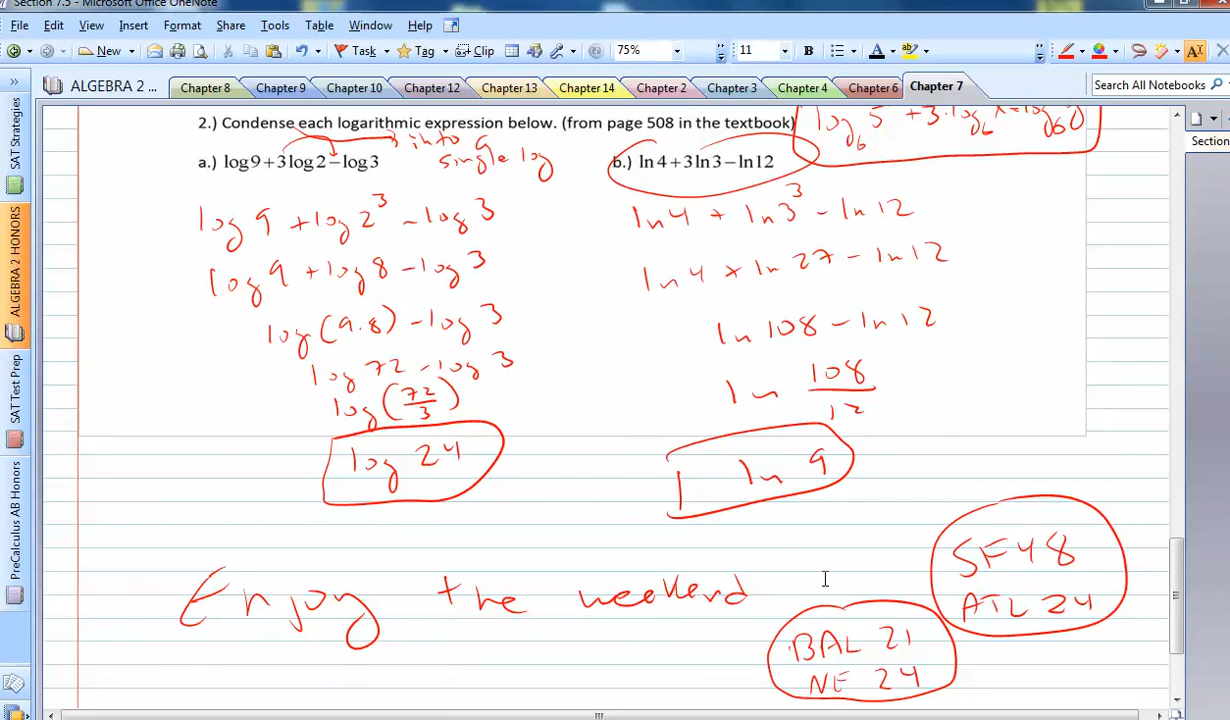 Section 7.5 - Microsoft Office OneNote
File Edit View Insert Format Share Tools Table Window Help
New Task Tag Clip 75% 11 B A
ALGEBRA 2 ... Chapter 8 Chapter 9 Chapter 10 Chapter 12 Chapter 13 Chapter 14 Chapter 2 Chapter 3 Chapter 4 Chapter 6 Chapter 7 Search All Notebooks
SAT Strategies
ALGEBRA 2 HONORS
SAT Test Prep
PreCalculus AB Honors
Section
2.) Condense each logarithmic expression below. (from page 508 in the textbook)
log₆ 5 + 3·log₆ x - log₆ y
into a
single log
a.) log9+3log2−log3
log 9 + log 2³ - log 3
log 9 + log 8 - log 3
log (9·8) - log 3
log 72 - log 3
log (72/3)
log 24
b.) ln4+3ln3−ln12
ln 4 + ln 3³ - ln 12
ln 4 + ln 27 - ln 12
ln 108 - ln 12
ln 108/12
ln 9
Enjoy the weekend
SF 48
ATL 24
BAL 21
NE 24